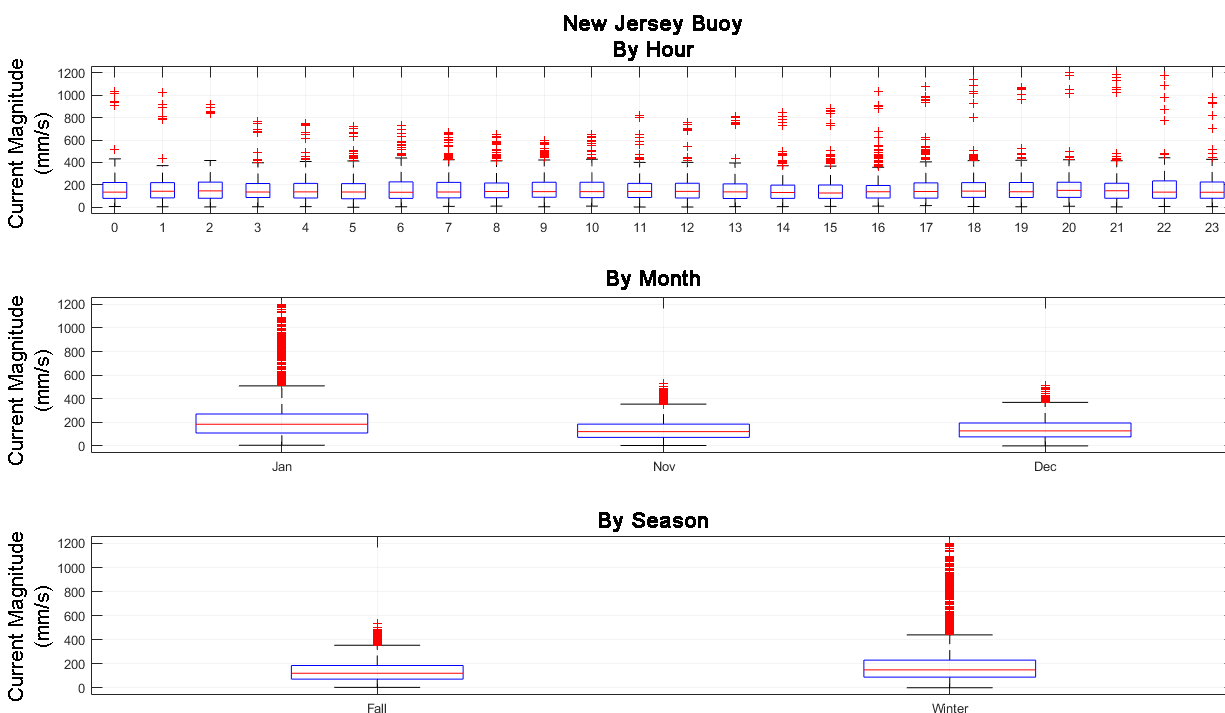 New Jersey Buoy
By Hour
Current Magnitude
(mm/s)
1200
1000
800
600
400
200
0
0 1 2 3 4 5 6 7 8 9 10 11 12 13 14 15 16 17 18 19 20 21 22 23
By Month
Current Magnitude
(mm/s)
1200
1000
800
600
400
200
0
Jan Nov Dec
By Season
Current Magnitude
(mm/s)
1200
1000
800
600
400
200
0
Fall Winter